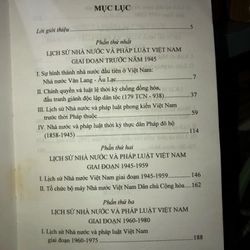 MỤC LỤC
Lời giới thiệu 5
Phần thứ nhất
LỊCH SỬ NHÀ NƯỚC VÀ PHÁP LUẬT VIỆT NAM
GIAI ĐOẠN TRƯỚC NĂM 1945
I. Sự hình thành nhà nước đầu tiên ở Việt Nam:
Nhà nước Văn Lang - Âu Lạc 7
II. Chính quyền và luật lệ thời kỳ chống đồng hóa,
đấu tranh giành độc lập dân tộc (179 TCN - 938) 37
III. Lịch sử Nhà nước và pháp luật phong kiến Việt Nam
trước thời Pháp thuộc 54
IV. Nhà nước và pháp luật thời kỳ thực dân Pháp đô hộ
(1858-1945) 114
Phần thứ hai
LỊCH SỬ NHÀ NƯỚC VÀ PHÁP LUẬT VIỆT NAM
GIAI ĐOẠN 1945-1959
I. Lịch sử Nhà nước Việt Nam giai đoạn 1945-1959 146
II. Tổ chức bộ máy Nhà nước Việt Nam Dân chủ Cộng hòa 162
Phần thứ ba
LỊCH SỬ NHÀ NƯỚC VÀ PHÁP LUẬT VIỆT NAM
GIAI ĐOẠN 1960-1980
I. Lịch sử Nhà nước và pháp luật Việt Nam
giai đoạn 1960-1975 188